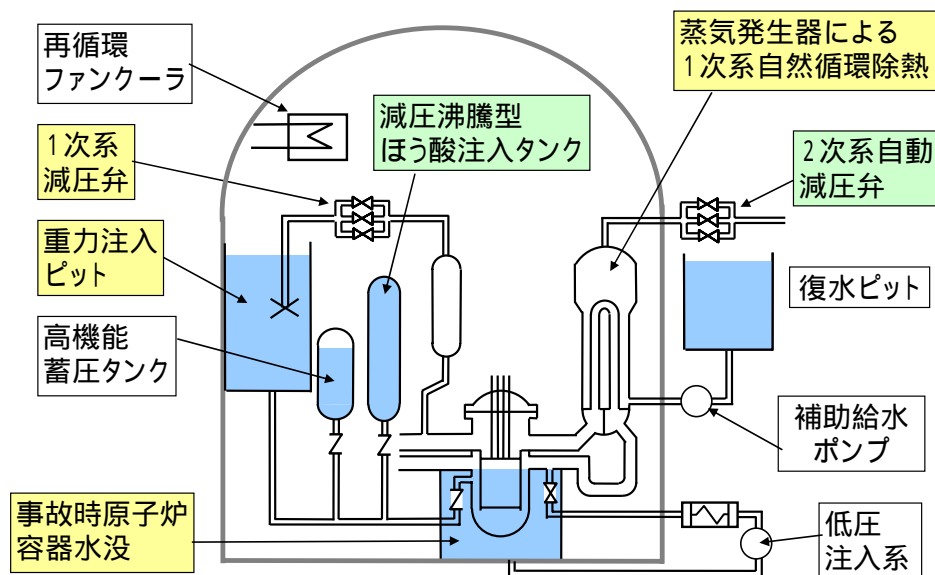 再循環
ファンクーラ
蒸気発生器による
1次系自然循環除熱
減圧沸騰型
ほう酸注入タンク
1次系
減圧弁
2次系自動
減圧弁
重力注入
ピット
復水ピット
高機能
蓄圧タンク
補助給水
ポンプ
事故時原子炉
容器水没
低圧
注入系